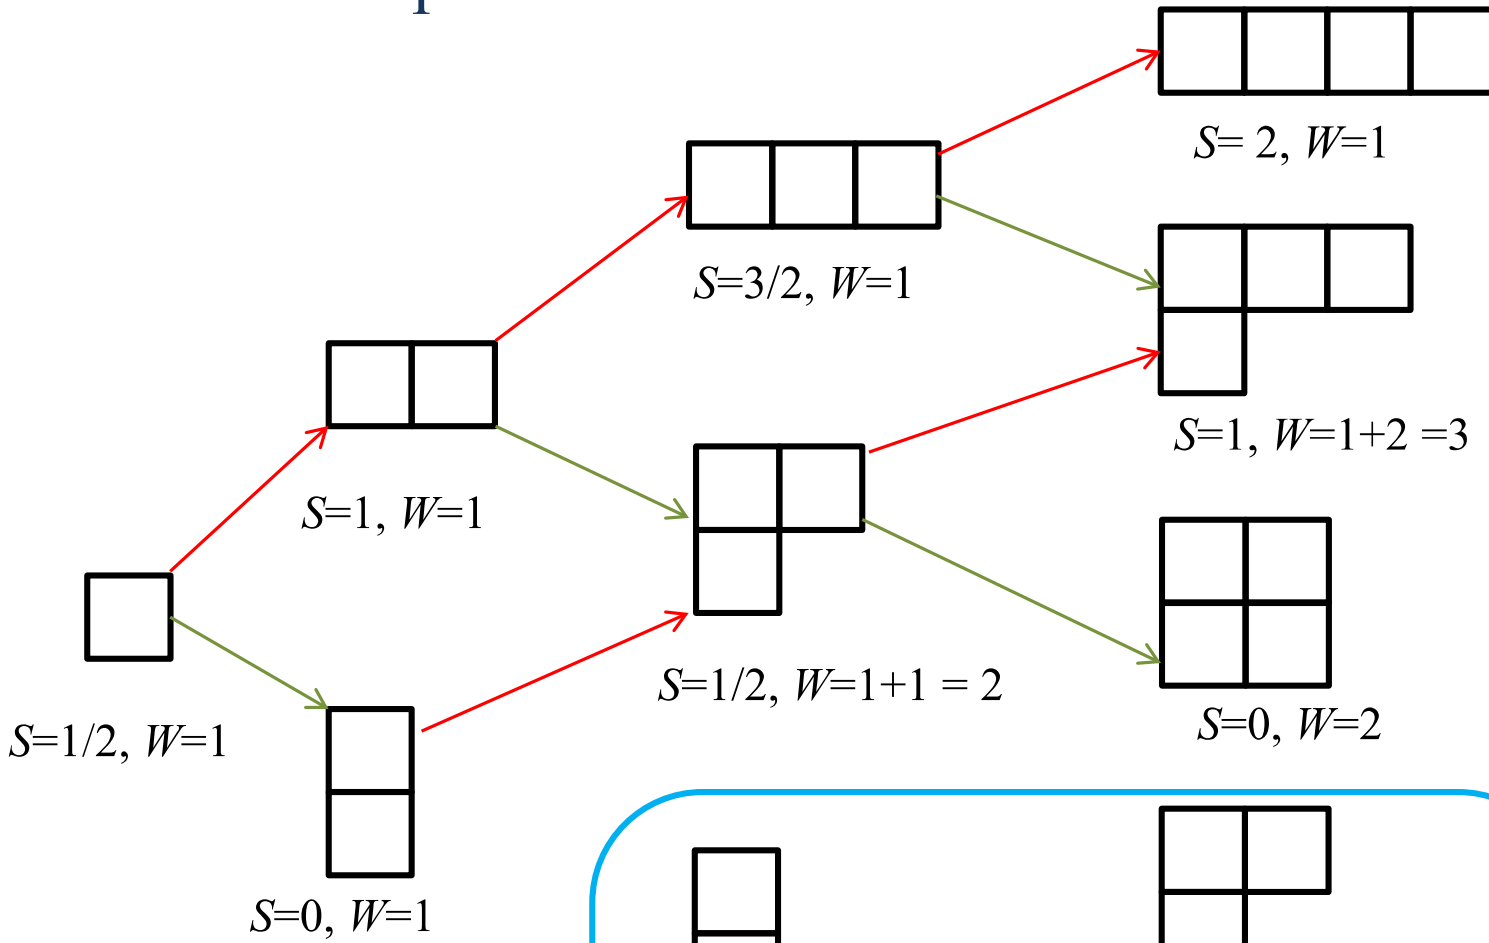 S= 2, W=1
S=3/2, W=1
S=1, W=1+2 =3
S=1, W=1
S=1/2, W=1+1 = 2
S=0, W=2
S=1/2, W=1
S=0, W=1